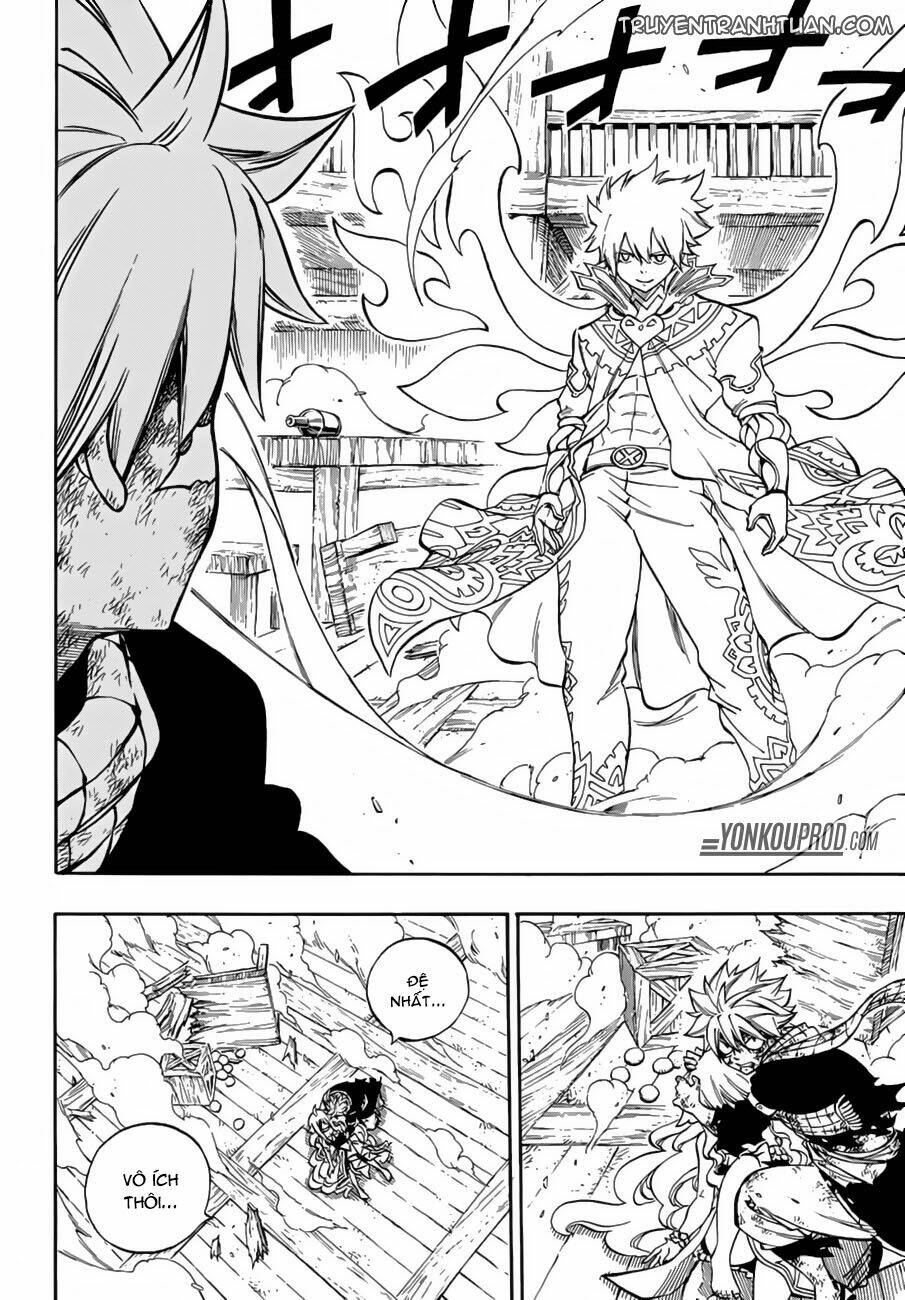 TRUYENTRANHTUAN.COM
YONKOUPROD.COM
ĐỆ
NHẤT...
VÔ ÍCH
THÔI...